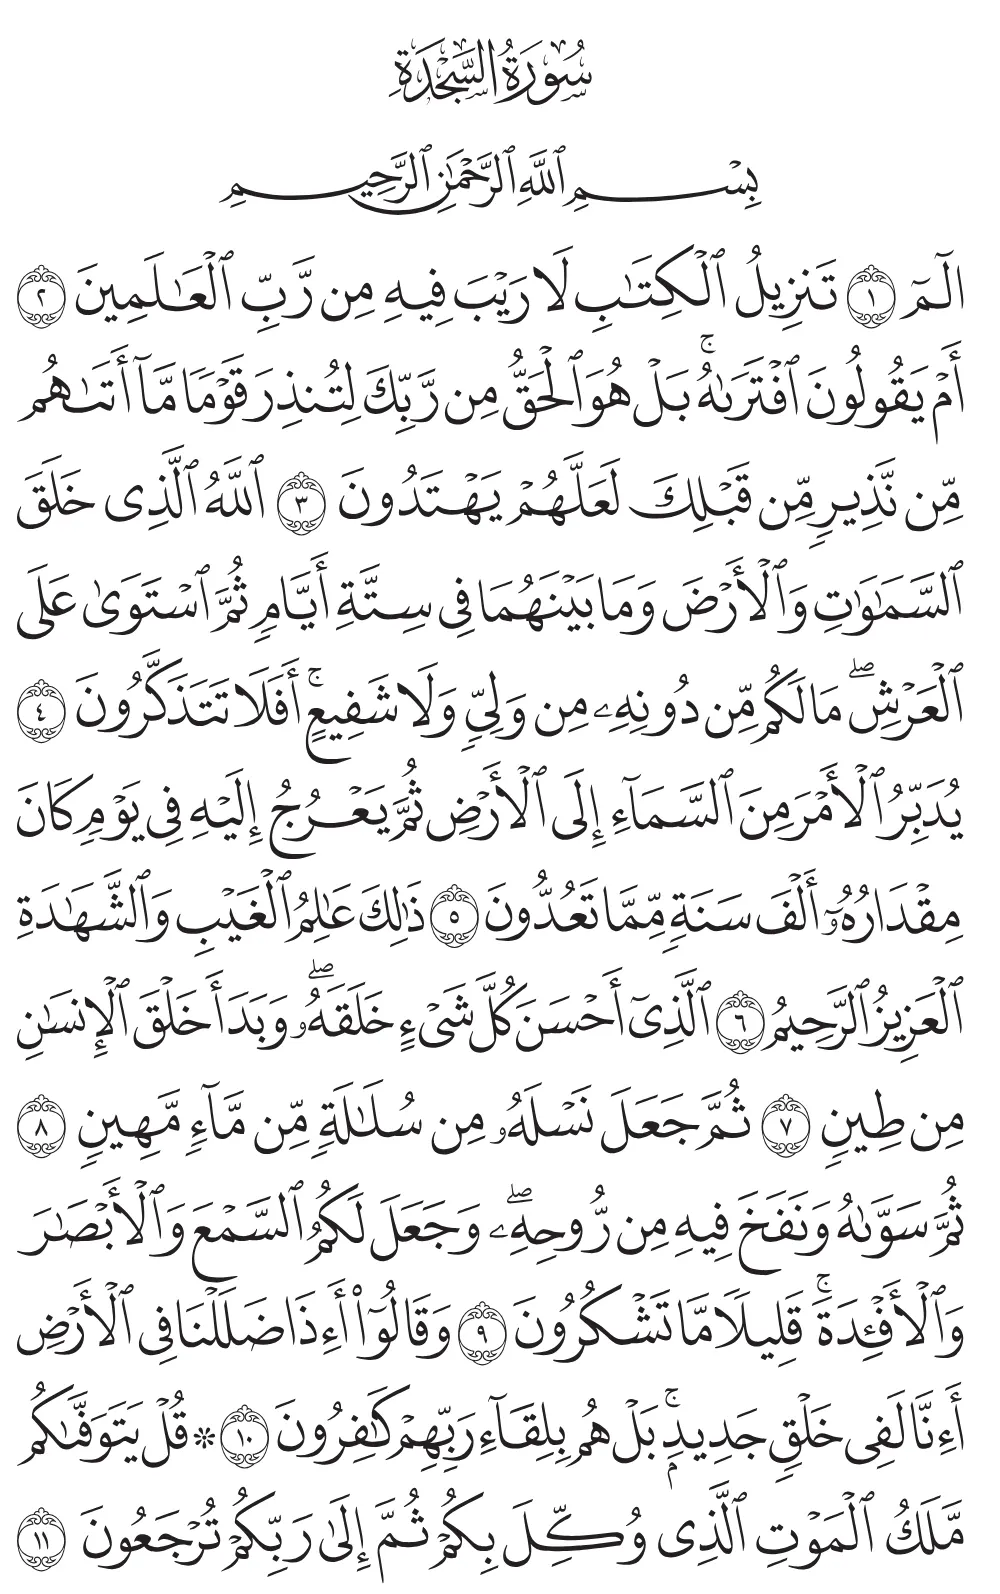 سُورَةُ السَّجْدَةِ
بِسْمِ ٱللَّهِ ٱلرَّحْمَٰنِ ٱلرَّحِيمِ
الٓمٓ ١ تَنزِيلُ ٱلْكِتَٰبِ لَا رَيْبَ فِيهِ مِن رَّبِّ ٱلْعَٰلَمِينَ ٢
أَمْ يَقُولُونَ ٱفْتَرَىٰهُ ۚ بَلْ هُوَ ٱلْحَقُّ مِن رَّبِّكَ لِتُنذِرَ قَوْمًا مَّآ أَتَىٰهُم
مِّن نَّذِيرٍ مِّن قَبْلِكَ لَعَلَّهُمْ يَهْتَدُونَ ٣ ٱللَّهُ ٱلَّذِى خَلَقَ
ٱلسَّمَٰوَٰتِ وَٱلْأَرْضَ وَمَا بَيْنَهُمَا فِى سِتَّةِ أَيَّامٍ ثُمَّ ٱسْتَوَىٰ عَلَى
ٱلْعَرْشِ ۖ مَا لَكُم مِّن دُونِهِۦ مِن وَلِىٍّ وَلَا شَفِيعٍ ۚ أَفَلَا تَتَذَكَّرُونَ ٤
يُدَبِّرُ ٱلْأَمْرَ مِنَ ٱلسَّمَآءِ إِلَى ٱلْأَرْضِ ثُمَّ يَعْرُجُ إِلَيْهِ فِى يَوْمٍ كَانَ
مِقْدَارُهُۥٓ أَلْفَ سَنَةٍ مِّمَّا تَعُدُّونَ ٥ ذَٰلِكَ عَٰلِمُ ٱلْغَيْبِ وَٱلشَّهَٰدَةِ
ٱلْعَزِيزُ ٱلرَّحِيمُ ٦ ٱلَّذِىٓ أَحْسَنَ كُلَّ شَىْءٍ خَلَقَهُۥ ۖ وَبَدَأَ خَلْقَ ٱلْإِنسَٰنِ
مِن طِينٍ ٧ ثُمَّ جَعَلَ نَسْلَهُۥ مِن سُلَٰلَةٍ مِّن مَّآءٍ مَّهِينٍ ٨
ثُمَّ سَوَّىٰهُ وَنَفَخَ فِيهِ مِن رُّوحِهِۦ ۖ وَجَعَلَ لَكُمُ ٱلسَّمْعَ وَٱلْأَبْصَٰرَ
وَٱلْأَفْـِٔدَةَ ۚ قَلِيلًا مَّا تَشْكُرُونَ ٩ وَقَالُوٓا۟ أَءِذَا ضَلَلْنَا فِى ٱلْأَرْضِ
أَءِنَّا لَفِى خَلْقٍ جَدِيدٍۭ ۚ بَلْ هُم بِلِقَآءِ رَبِّهِمْ كَٰفِرُونَ ١٠ ۞ قُلْ يَتَوَفَّىٰكُم
مَّلَكُ ٱلْمَوْتِ ٱلَّذِى وُكِّلَ بِكُمْ ثُمَّ إِلَىٰ رَبِّكُمْ تُرْجَعُونَ ١١